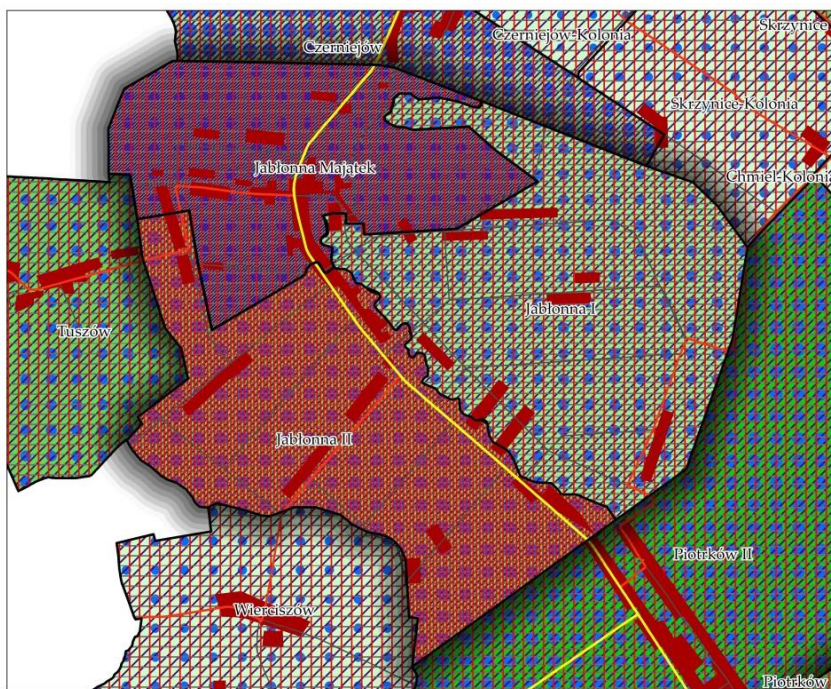 Skrzynice
Czerniejów-Kolonia
Czerniejów
Skrzynice-Kolonia
Jabłonna Majątek
Chmiel-Kolonia
Jabłonna I
Tuszów
Jabłonna II
Piotrków II
Wierciszów
Piotrków